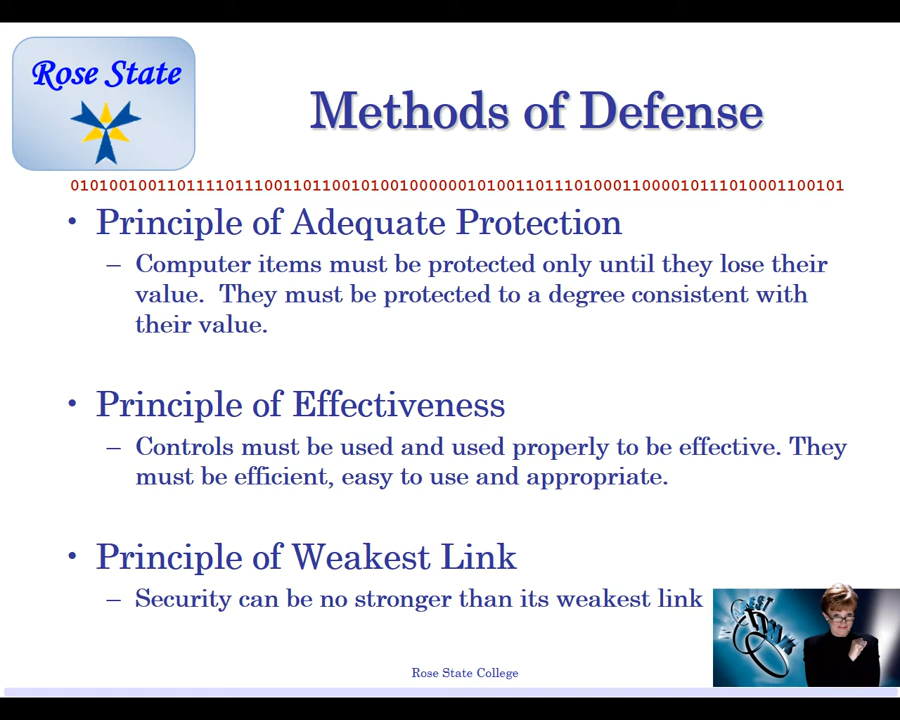 Rose State
Methods of Defense
01010010011011110111001101100101001000000101001101110100011000010111010001100101
• Principle of Adequate Protection
– Computer items must be protected only until they lose their
value. They must be protected to a degree consistent with
their value.
• Principle of Effectiveness
– Controls must be used and used properly to be effective. They
must be efficient, easy to use and appropriate.
• Principle of Weakest Link
– Security can be no stronger than its weakest link
WEAKEST
LINK
Rose State College